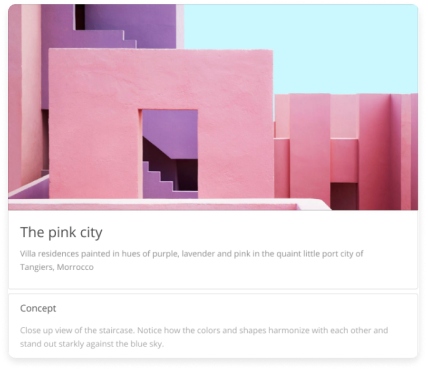 The pink city
Villa residences painted in hues of purple, lavender and pink in the quaint little port city of
Tangiers, Morrocco
Concept
Close up view of the staircase. Notice how the colors and shapes harmonize with each other and
stand out starkly against the blue sky.